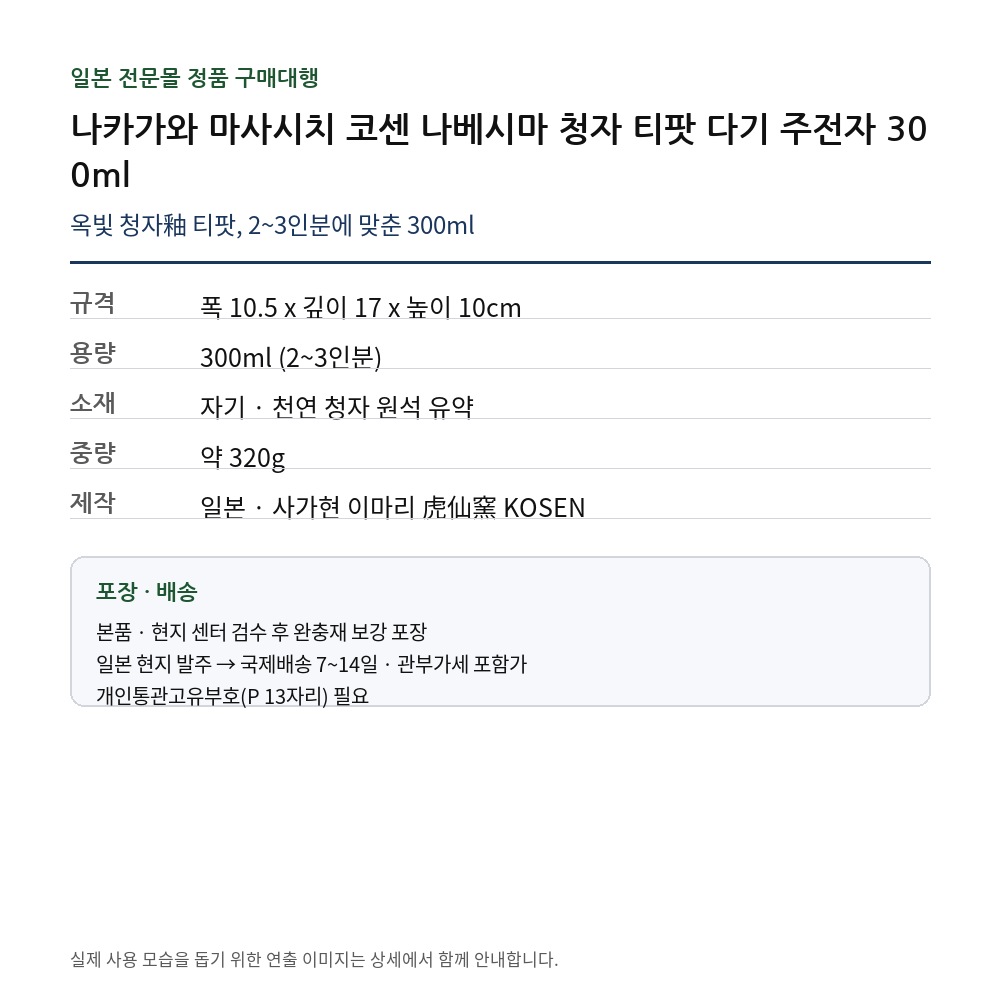 일본 전문몰 정품 구매대행
나카가와 마사시치 코센 나베시마 청자 티팟 다기 주전자 30
0ml
옥빛 청자釉 티팟, 2~3인분에 맞춘 300ml
규격 폭 10.5 x 깊이 17 x 높이 10cm
용량 300ml (2~3인분)
소재 자기 · 천연 청자 원석 유약
중량 약 320g
제작 일본 · 사가현 이마리 虎仙窯 KOSEN
포장 · 배송
본품 · 현지 센터 검수 후 완충재 보강 포장
일본 현지 발주 → 국제배송 7~14일 · 관부가세 포함가
개인통관고유부호(P 13자리) 필요
실제 사용 모습을 돕기 위한 연출 이미지는 상세에서 함께 안내합니다.